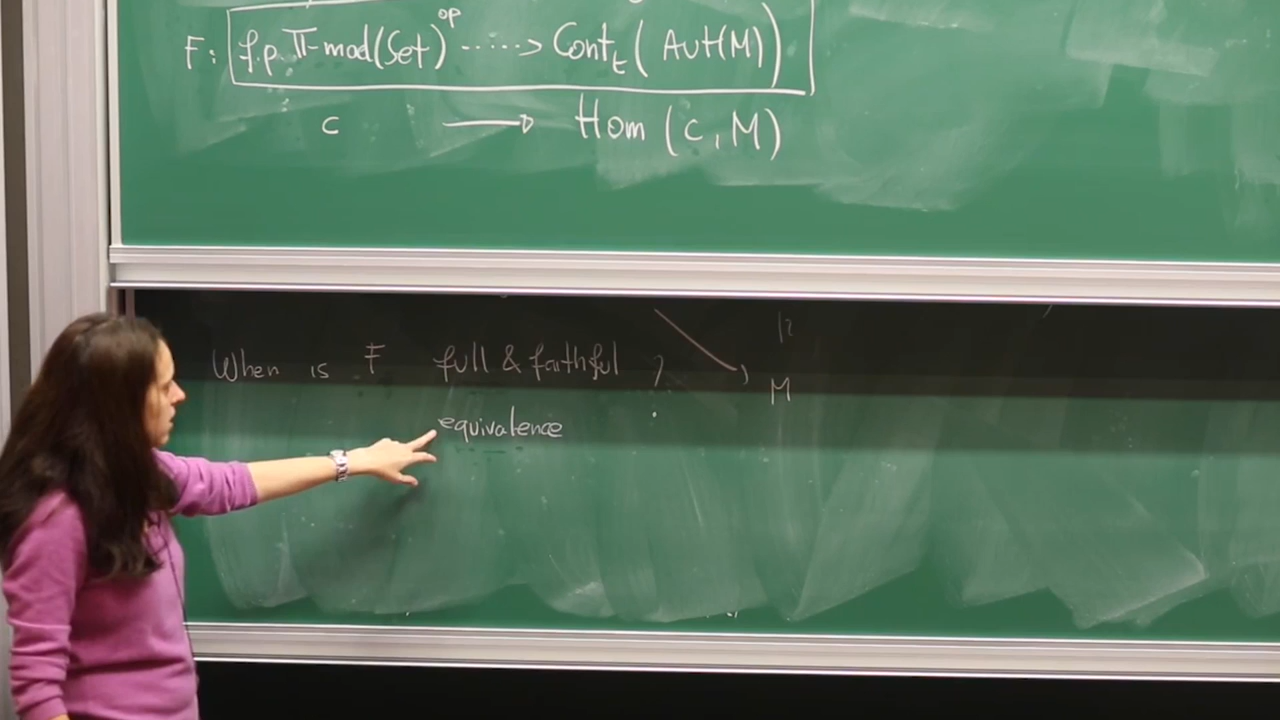 F: f.p. 𝕋-mod(Set)^op ⋯→ Cont_t(Aut(M))
c → Hom(c, M)
When is F full & faithful ?
M
equivalence